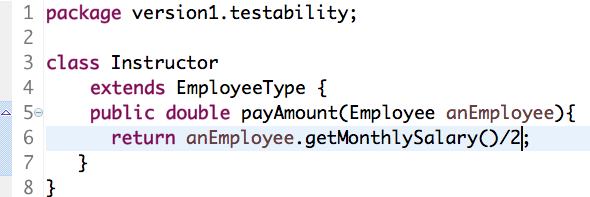 1 package version1.testability;
2
3 class Instructor
4     extends EmployeeType {
5     public double payAmount(Employee anEmployee){
6       return anEmployee.getMonthlySalary()/2;
7    }
8 }